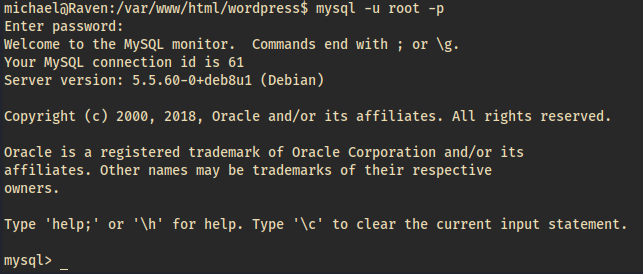 michael@Raven:/var/www/html/wordpress$ mysql -u root -p
Enter password:
Welcome to the MySQL monitor.  Commands end with ; or \g.
Your MySQL connection id is 61
Server version: 5.5.60-0+deb8u1 (Debian)
Copyright (c) 2000, 2018, Oracle and/or its affiliates. All rights reserved.
Oracle is a registered trademark of Oracle Corporation and/or its
affiliates. Other names may be trademarks of their respective
owners.
Type 'help;' or '\h' for help. Type '\c' to clear the current input statement.
mysql> _